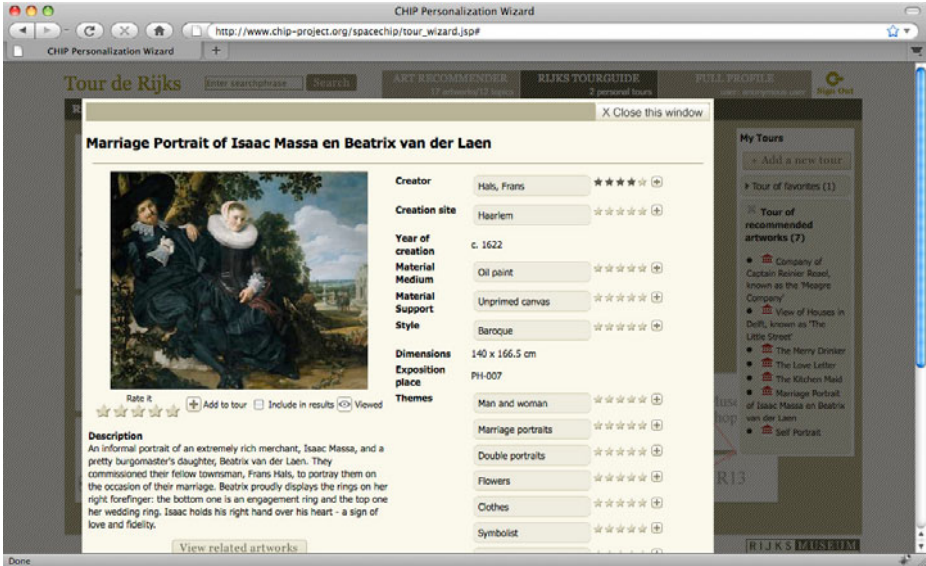 CHIP Personalization Wizard
http://www.chip-project.org/spacechip/tour_wizard.jsp#
CHIP Personalization Wizard
Tour de Rijks
Enter searchphrase
Search
ART RECOMMENDER
17 artworks/12 topics
RIJKS TOURGUIDE
2 personal tours
FULL PROFILE
user: anonymous user
Sign Out
X Close this window
Marriage Portrait of Isaac Massa en Beatrix van der Laen
Creator
Hals, Frans
Creation site
Haarlem
Year of
creation
c. 1622
Material
Medium
Oil paint
Material
Support
Unprimed canvas
Style
Baroque
Dimensions
140 x 166.5 cm
Exposition
place
PH-007
Themes
Man and woman
Marriage portraits
Double portraits
Flowers
Clothes
Symbolist
Rate it
Add to tour
Include in results
Viewed
Description
An informal portrait of an extremely rich merchant, Isaac Massa, and a
pretty burgomaster's daughter, Beatrix van der Laen. They
commissioned their fellow townsman, Frans Hals, to portray them on
the occasion of their marriage. Beatrix proudly displays the rings on her
right forefinger: the bottom one is an engagement ring and the top one
her wedding ring. Isaac holds his right hand over his heart - a sign of
love and fidelity.
View related artworks
My Tours
+ Add a new tour
Tour of favorites (1)
Tour of
recommended
artworks (7)
Company of
Captain Reinier Reael,
known as the 'Meagre
Company'
View of Houses in
Delft, known as 'The
Little Street'
The Merry Drinker
The Love Letter
The Kitchen Maid
Marriage Portrait
of Isaac Massa en Beatrix
van der Laen
Self Portrait
R13
RIJKS MUSEUM
Done